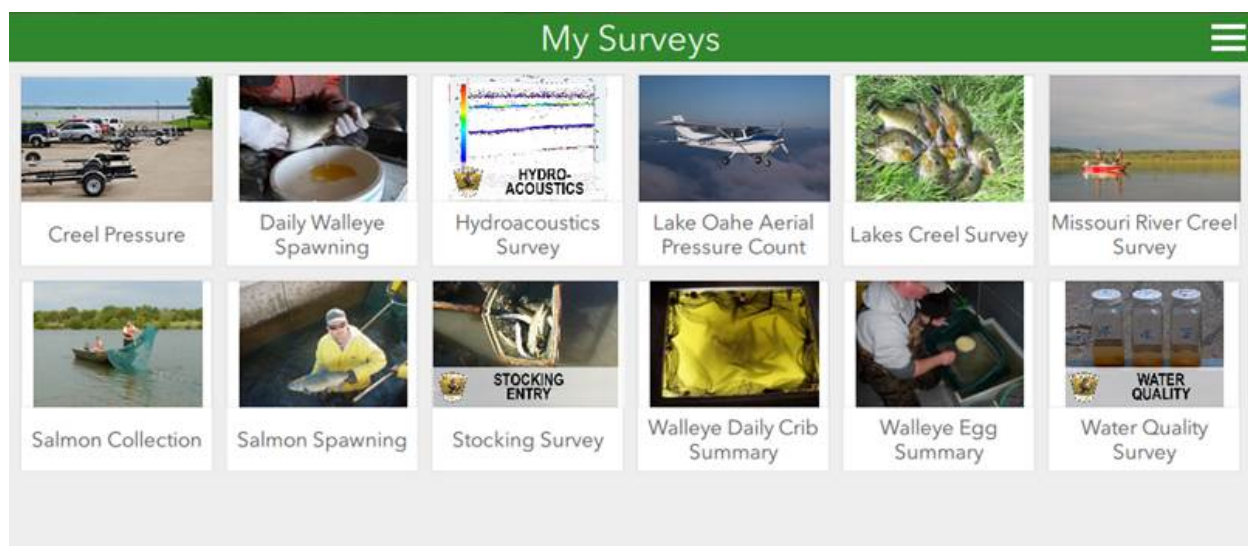 My Surveys
HYDRO-
ACOUSTICS
Creel Pressure
Daily Walleye
Spawning
Hydroacoustics
Survey
Lake Oahe Aerial
Pressure Count
Lakes Creel Survey
Missouri River Creel
Survey
STOCKING
ENTRY
WATER
QUALITY
Salmon Collection
Salmon Spawning
Stocking Survey
Walleye Daily Crib
Summary
Walleye Egg
Summary
Water Quality
Survey